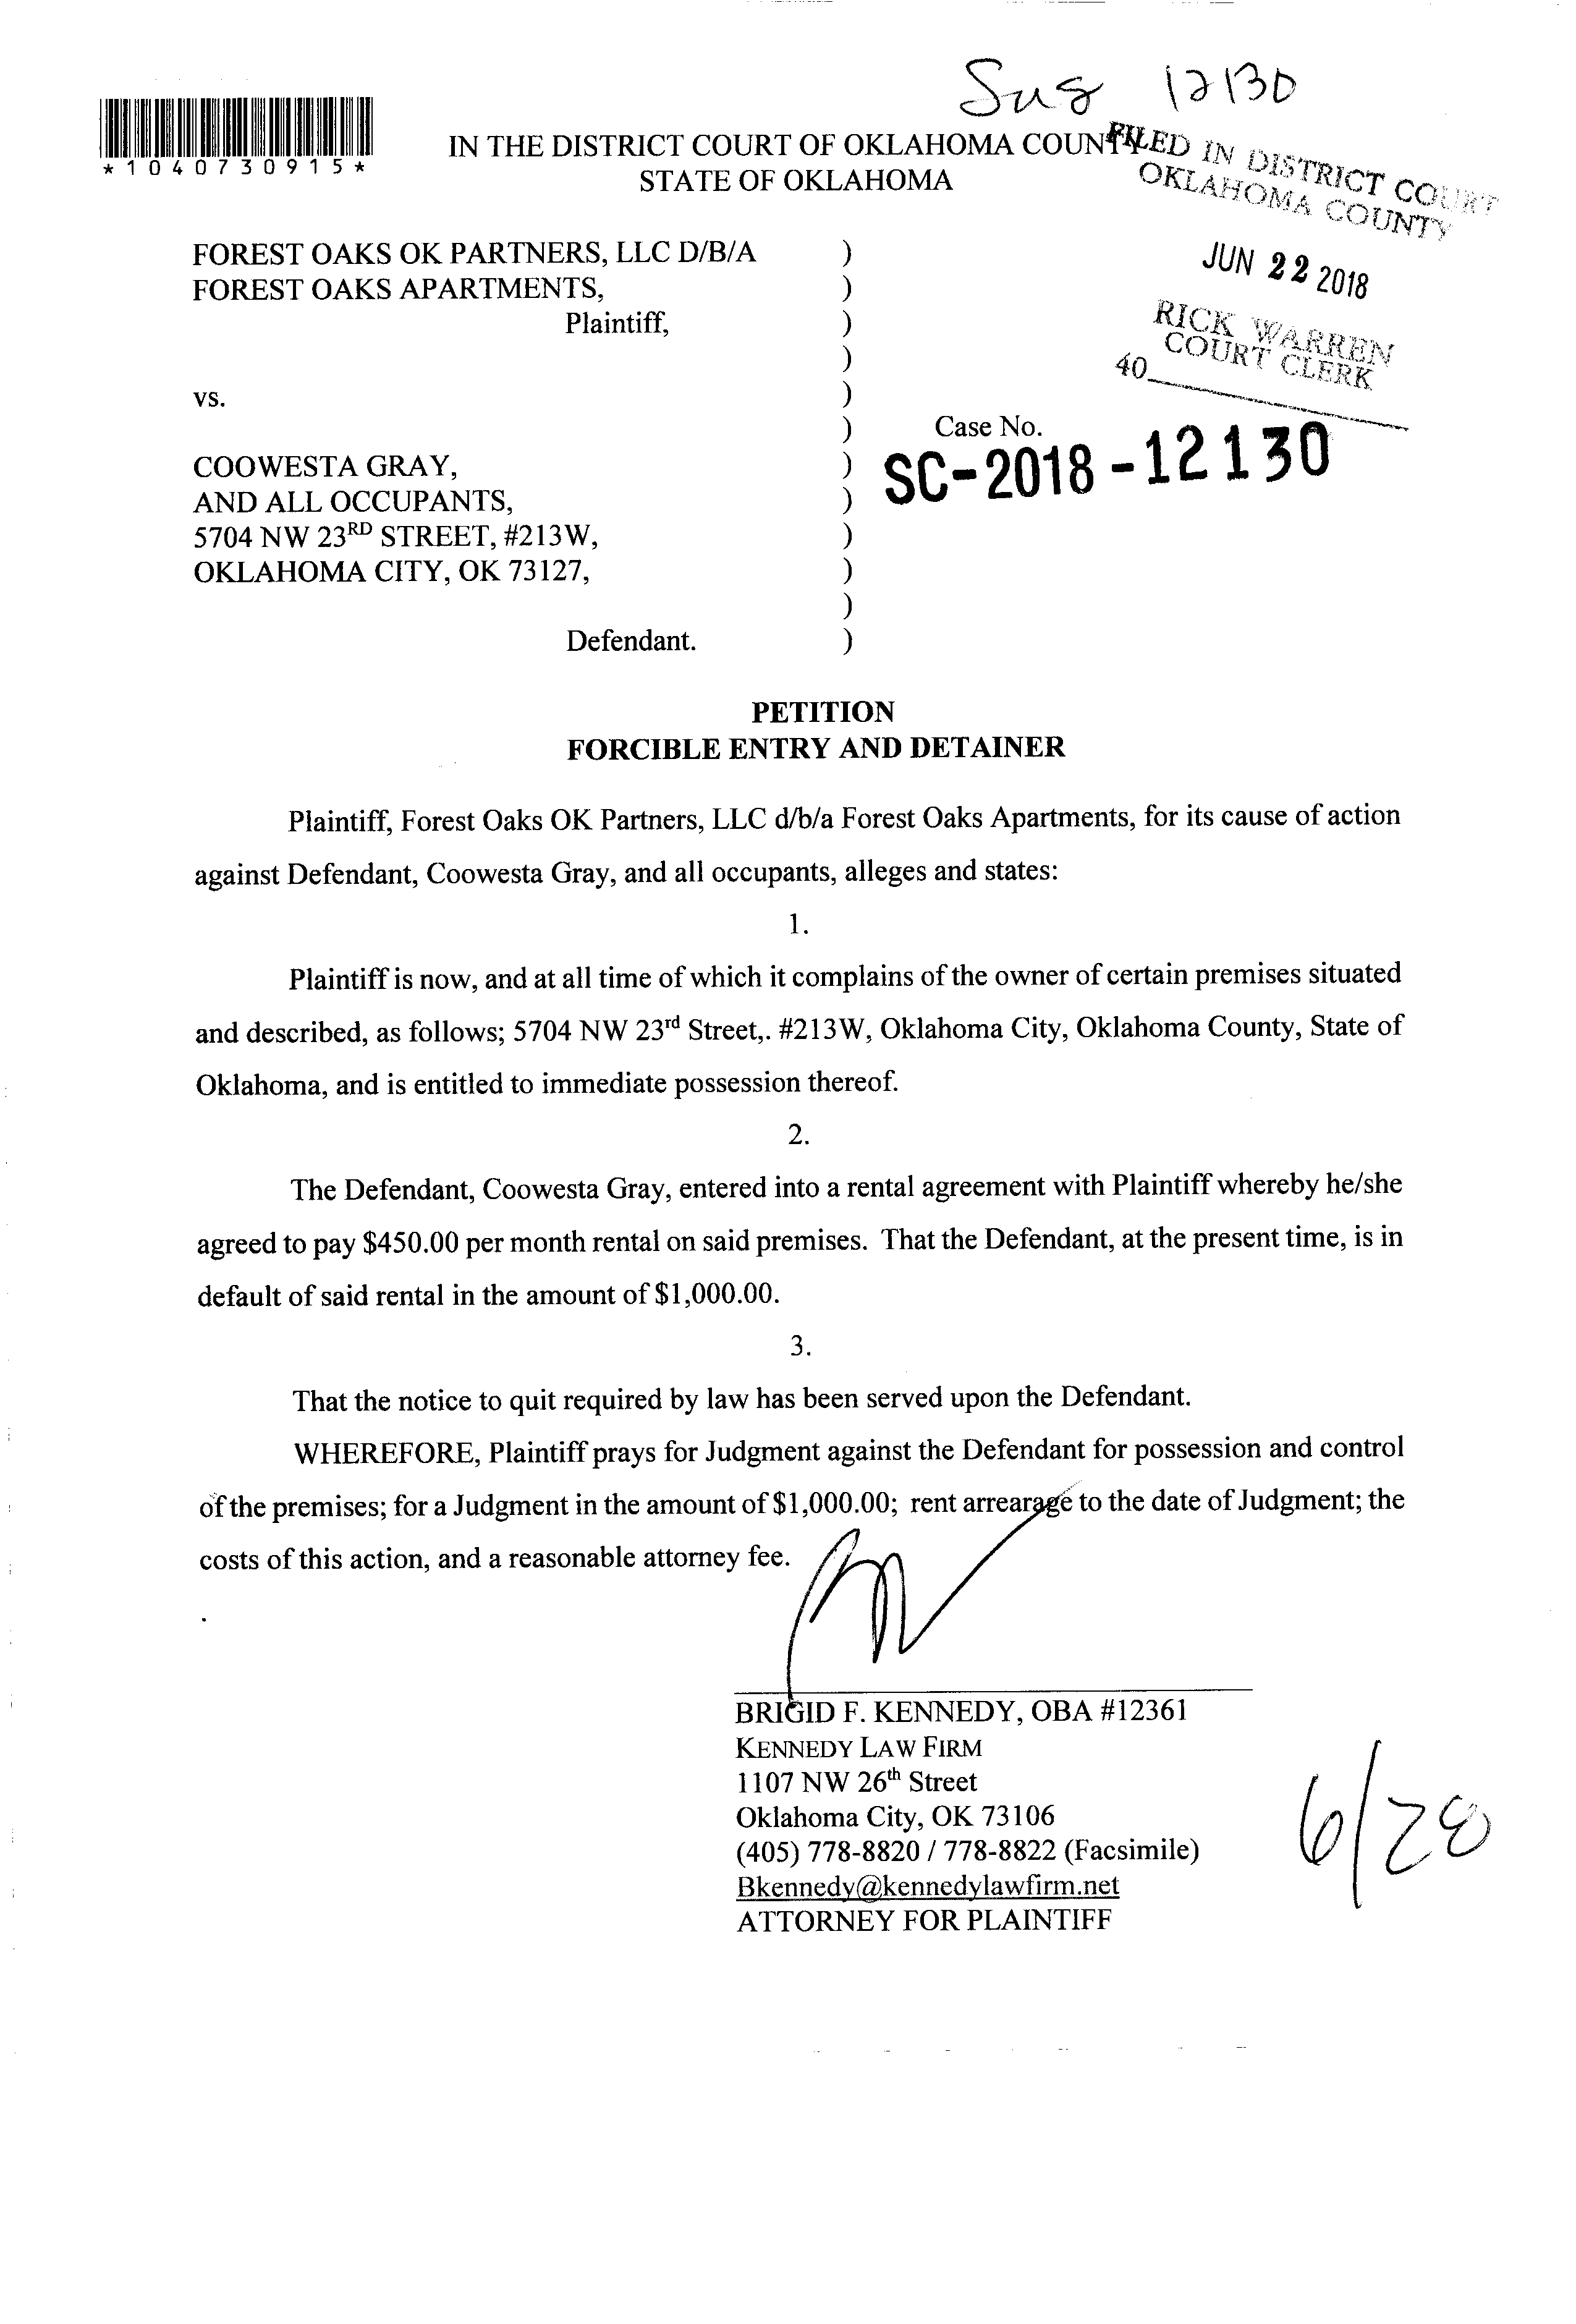 Sug 12130
*1040730915*
IN THE DISTRICT COURT OF OKLAHOMA COUNTY
STATE OF OKLAHOMA
FILED IN DISTRICT COURT
OKLAHOMA COUNTY
JUN 22 2018
RICK WARREN
COURT CLERK
40
FOREST OAKS OK PARTNERS, LLC D/B/A )
FOREST OAKS APARTMENTS, )
Plaintiff, )
)
vs. )
)
Case No.
SC-2018-12130
COOWESTA GRAY, )
AND ALL OCCUPANTS, )
5704 NW 23RD STREET, #213W, )
OKLAHOMA CITY, OK 73127, )
)
Defendant. )
PETITION
FORCIBLE ENTRY AND DETAINER
Plaintiff, Forest Oaks OK Partners, LLC d/b/a Forest Oaks Apartments, for its cause of action
against Defendant, Coowesta Gray, and all occupants, alleges and states:
1.
Plaintiff is now, and at all time of which it complains of the owner of certain premises situated
and described, as follows; 5704 NW 23rd Street,. #213W, Oklahoma City, Oklahoma County, State of
Oklahoma, and is entitled to immediate possession thereof.
2.
The Defendant, Coowesta Gray, entered into a rental agreement with Plaintiff whereby he/she
agreed to pay $450.00 per month rental on said premises. That the Defendant, at the present time, is in
default of said rental in the amount of $1,000.00.
3.
That the notice to quit required by law has been served upon the Defendant.
WHEREFORE, Plaintiff prays for Judgment against the Defendant for possession and control
of the premises; for a Judgment in the amount of $1,000.00; rent arrearage to the date of Judgment; the
costs of this action, and a reasonable attorney fee.
.
BRIGID F. KENNEDY, OBA #12361
KENNEDY LAW FIRM
1107 NW 26th Street
Oklahoma City, OK 73106
(405) 778-8820 / 778-8822 (Facsimile)
Bkennedy@kennedylawfirm.net
ATTORNEY FOR PLAINTIFF
6/28